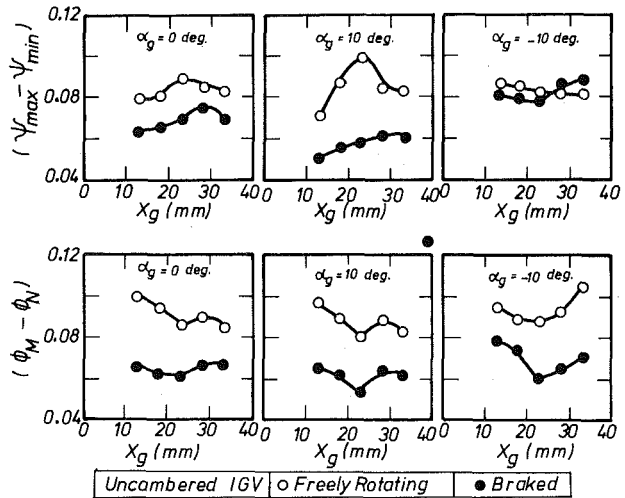 0.12
0.08
0.04
( Ψmax − Ψmin )
αg = 0 deg.
αg = 10 deg.
αg = −10 deg.
0 10 20 30 40
0 10 20 30 40
0 10 20 30 40
Xg (mm)
Xg (mm)
Xg (mm)
0.12
0.08
0.04
( ϕM − ϕN )
αg = 0 deg.
αg = 10 deg.
αg = −10 deg.
0 10 20 30 40
0 10 20 30 40
0 10 20 30 40
Xg (mm)
Xg (mm)
Xg (mm)
Uncambered IGV
Freely Rotating
Braked